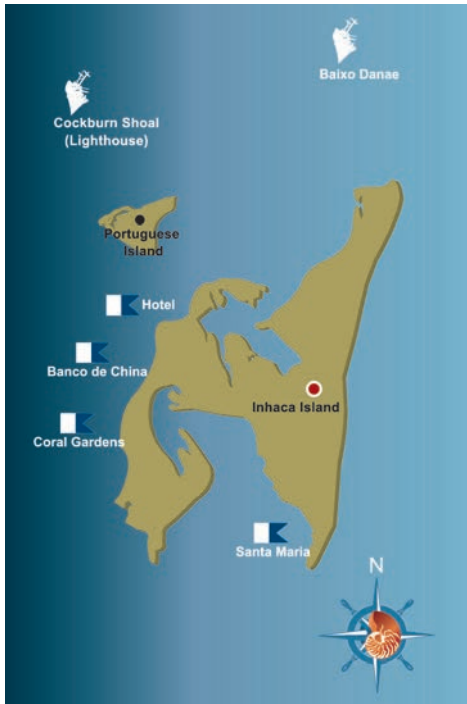 Baixo Danae
Cockburn Shoal
(Lighthouse)
Portuguese
Island
Hotel
Banco de China
Inhaca Island
Coral Gardens
Santa Maria
N